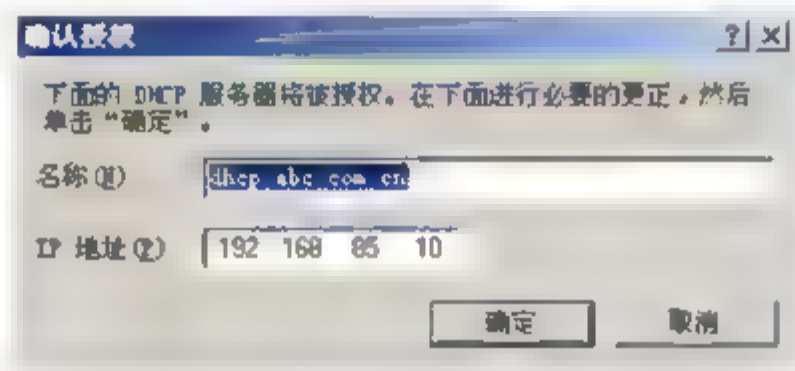 确认授权
下面的 DHCP 服务器将被授权。在下面进行必要的更正，然后
单击“确定”。
名称(N)
dhcp.abc.com.cn
IP 地址(P)
192 168 85 10
确定
取消